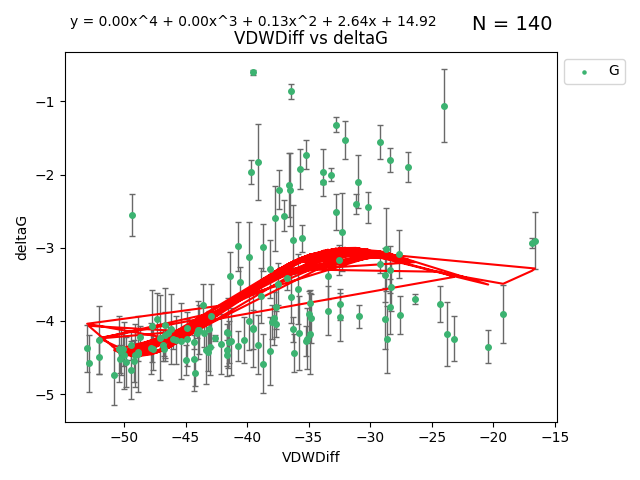 y = 0.00x^4 + 0.00x^3 + 0.13x^2 + 2.64x + 14.92
N = 140
VDWDiff vs deltaG
G
−1
−2
−3
−4
−5
deltaG
−50 −45 −40 −35 −30 −25 −20 −15
VDWDiff